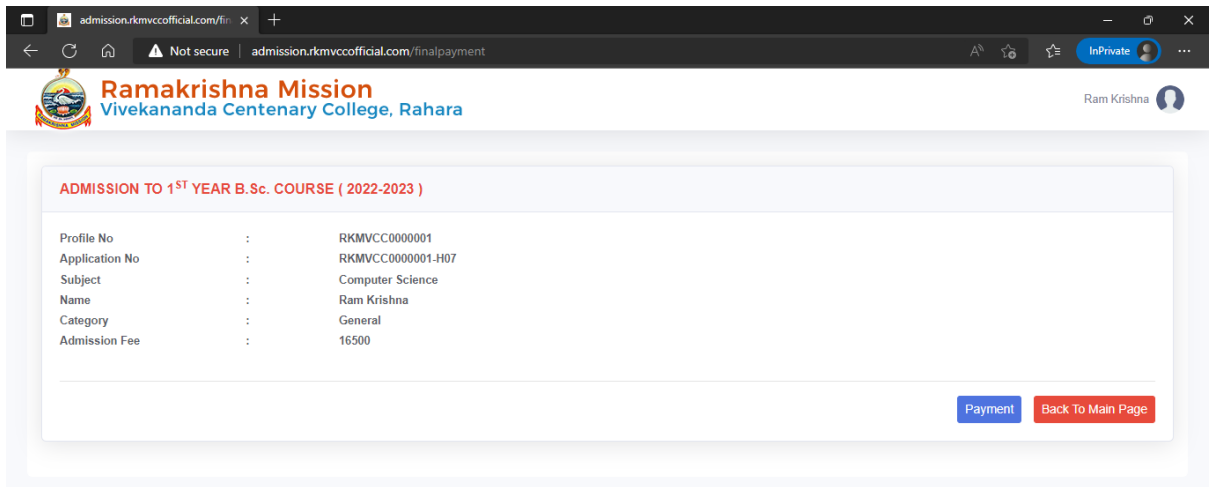 admission.rkmvccofficial.com/fin
Not secure | admission.rkmvccofficial.com/finalpayment
InPrivate
Ramakrishna Mission
Vivekananda Centenary College, Rahara
Ram Krishna
ADMISSION TO 1ST YEAR B.Sc. COURSE ( 2022-2023 )
Profile No : RKMVCC0000001
Application No : RKMVCC0000001-H07
Subject : Computer Science
Name : Ram Krishna
Category : General
Admission Fee : 16500
Payment Back To Main Page